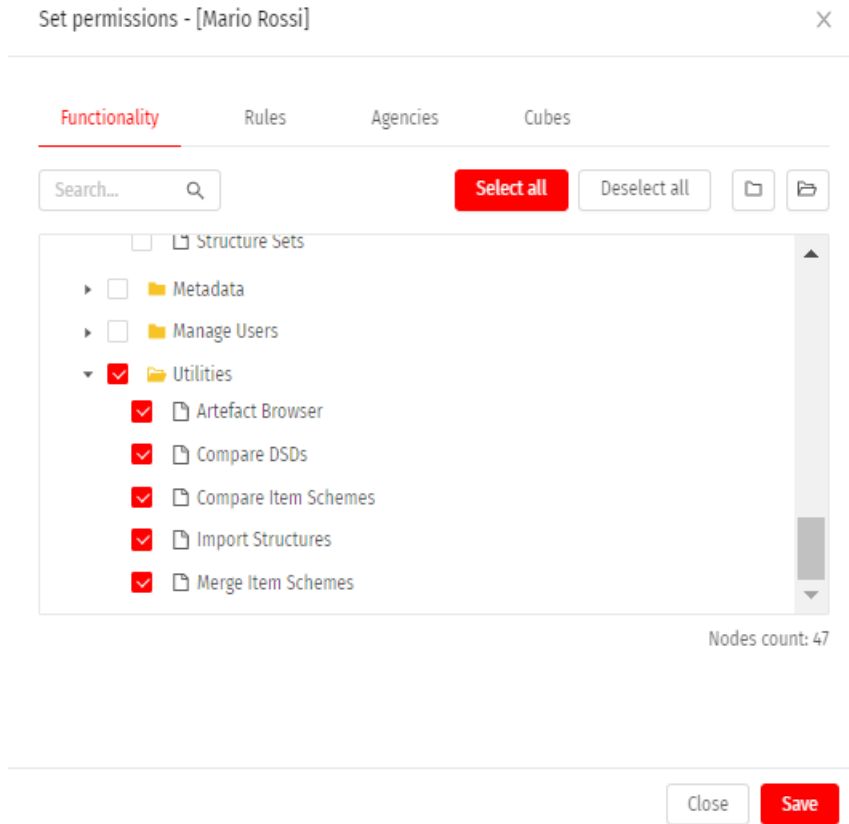 Set permissions - [Mario Rossi]
Functionality Rules Agencies Cubes
Search... Select all Deselect all
Structure Sets
Metadata
Manage Users
Utilities
Artefact Browser
Compare DSDs
Compare Item Schemes
Import Structures
Merge Item Schemes
Nodes count: 47
Close Save